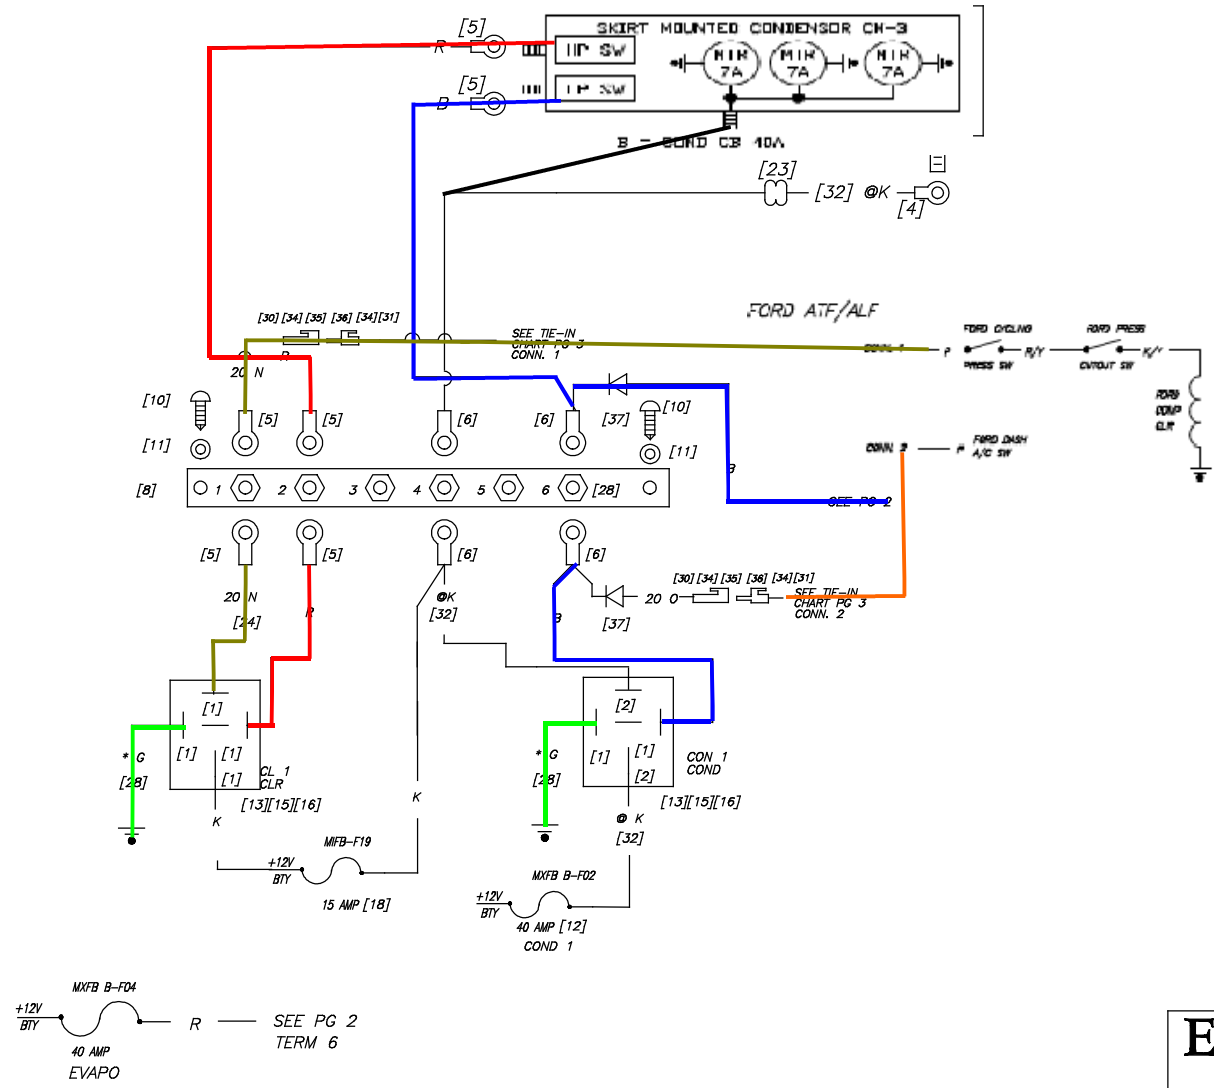 SKIRT MOUNTED CONDENSOR CN-3
[5]
R
HP SW
MTR 7A
MTR 7A
MTR 7A
[5]
B
B - COND CB 40A
[23]
[32] @K
[4]
FORD ATF/ALF
[30] [34] [35] [36] [34][31]
SEE TIE-IN
CHART PG 3
CONN. 1
FORD CYCLING
PRESS SW
FORD PRESS
CUTOUT SW
CONN. 1
P
R/Y
K/Y
R
20 N
FORD
COMP
CLR
[10]
[5]
[5]
[6]
[6]
[37]
[10]
[11]
[11]
CONN. 2
P
FORD DASH
A/C SW
B
[8]
1
2
3
4
5
6
[28]
SEE PG 2
[5]
[5]
[6]
[6]
20 N
[24]
R
@K
[32]
B
[37]
20 O
[30] [34] [35] [36] [34][31]
SEE TIE-IN
CHART PG 3
CONN. 2
[1]
[1]
[1]
[1]
* G
[28]
CL 1
CLR
[13][15][16]
K
K
[2]
[1]
[1]
[2]
* G
[28]
CON 1
COND
[13][15][16]
@ K
[32]
MIFB-F19
+12V
BTY
15 AMP [18]
MXFB B-F02
+12V
BTY
40 AMP [12]
COND 1
MXFB B-F04
+12V
BTY
R
SEE PG 2
TERM 6
40 AMP
EVAPO
E